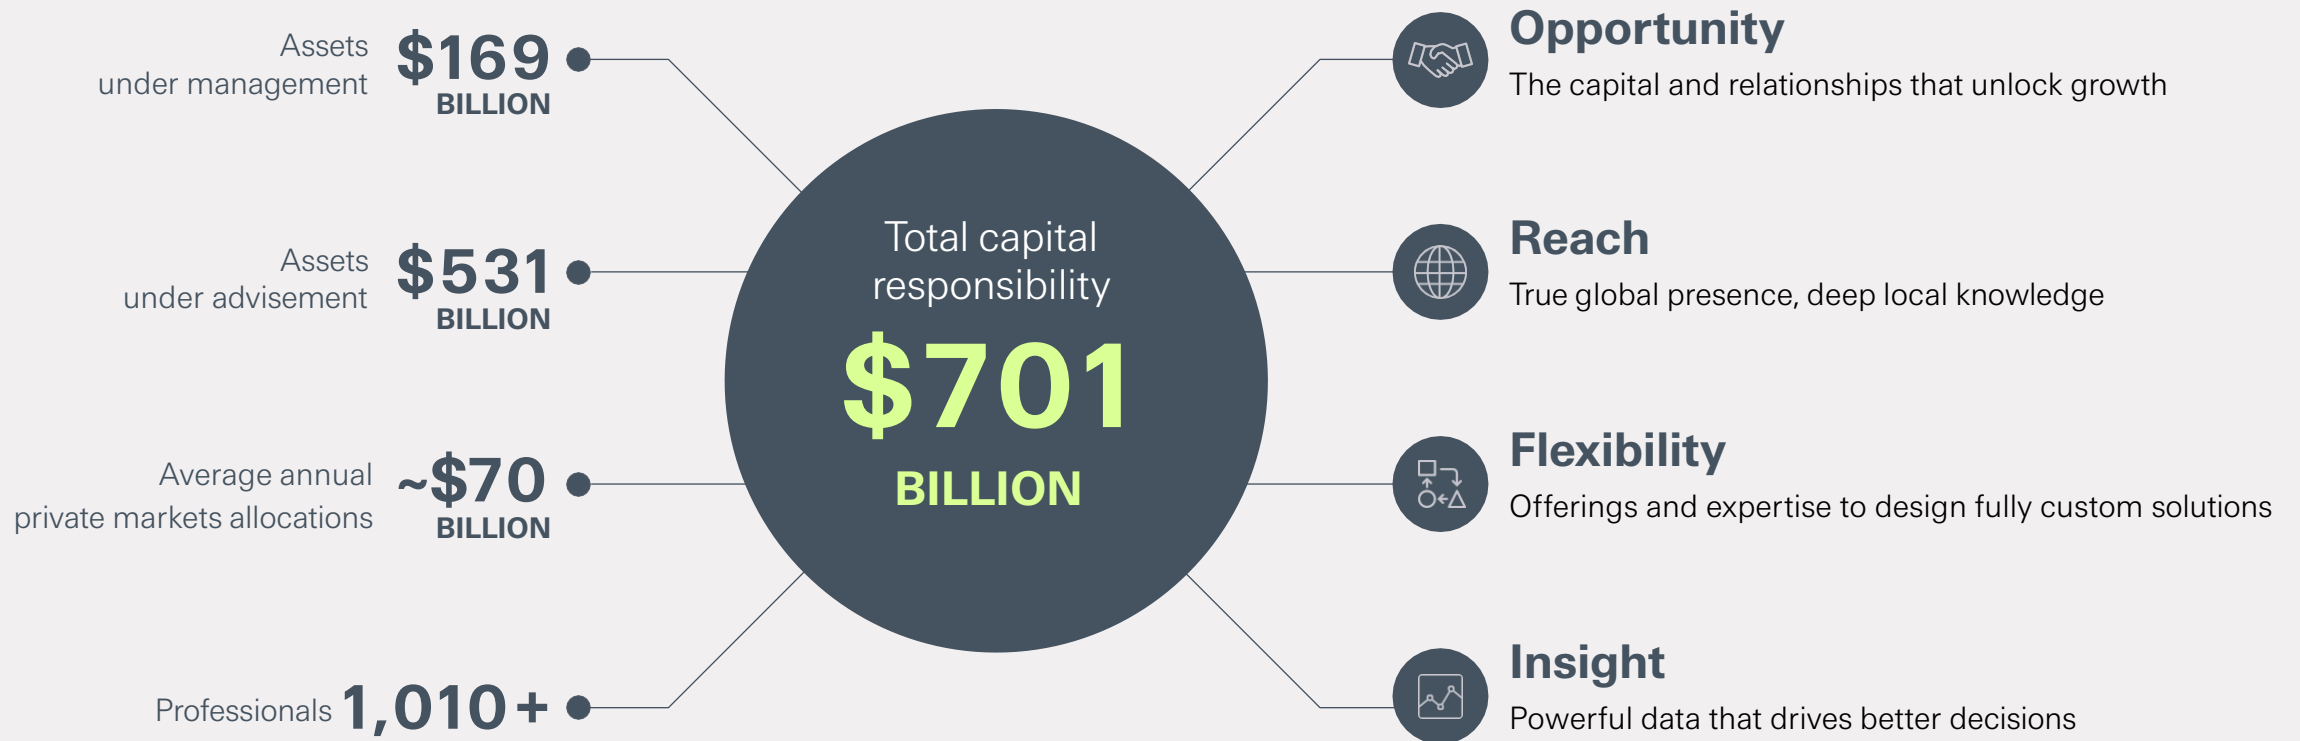 Assets
under management
$169
BILLION
Assets
under advisement
$531
BILLION
Average annual
private markets allocations
~$70
BILLION
Professionals 1,010+
Total capital
responsibility
$701
BILLION
Opportunity
The capital and relationships that unlock growth
Reach
True global presence, deep local knowledge
Flexibility
Offerings and expertise to design fully custom solutions
Insight
Powerful data that drives better decisions